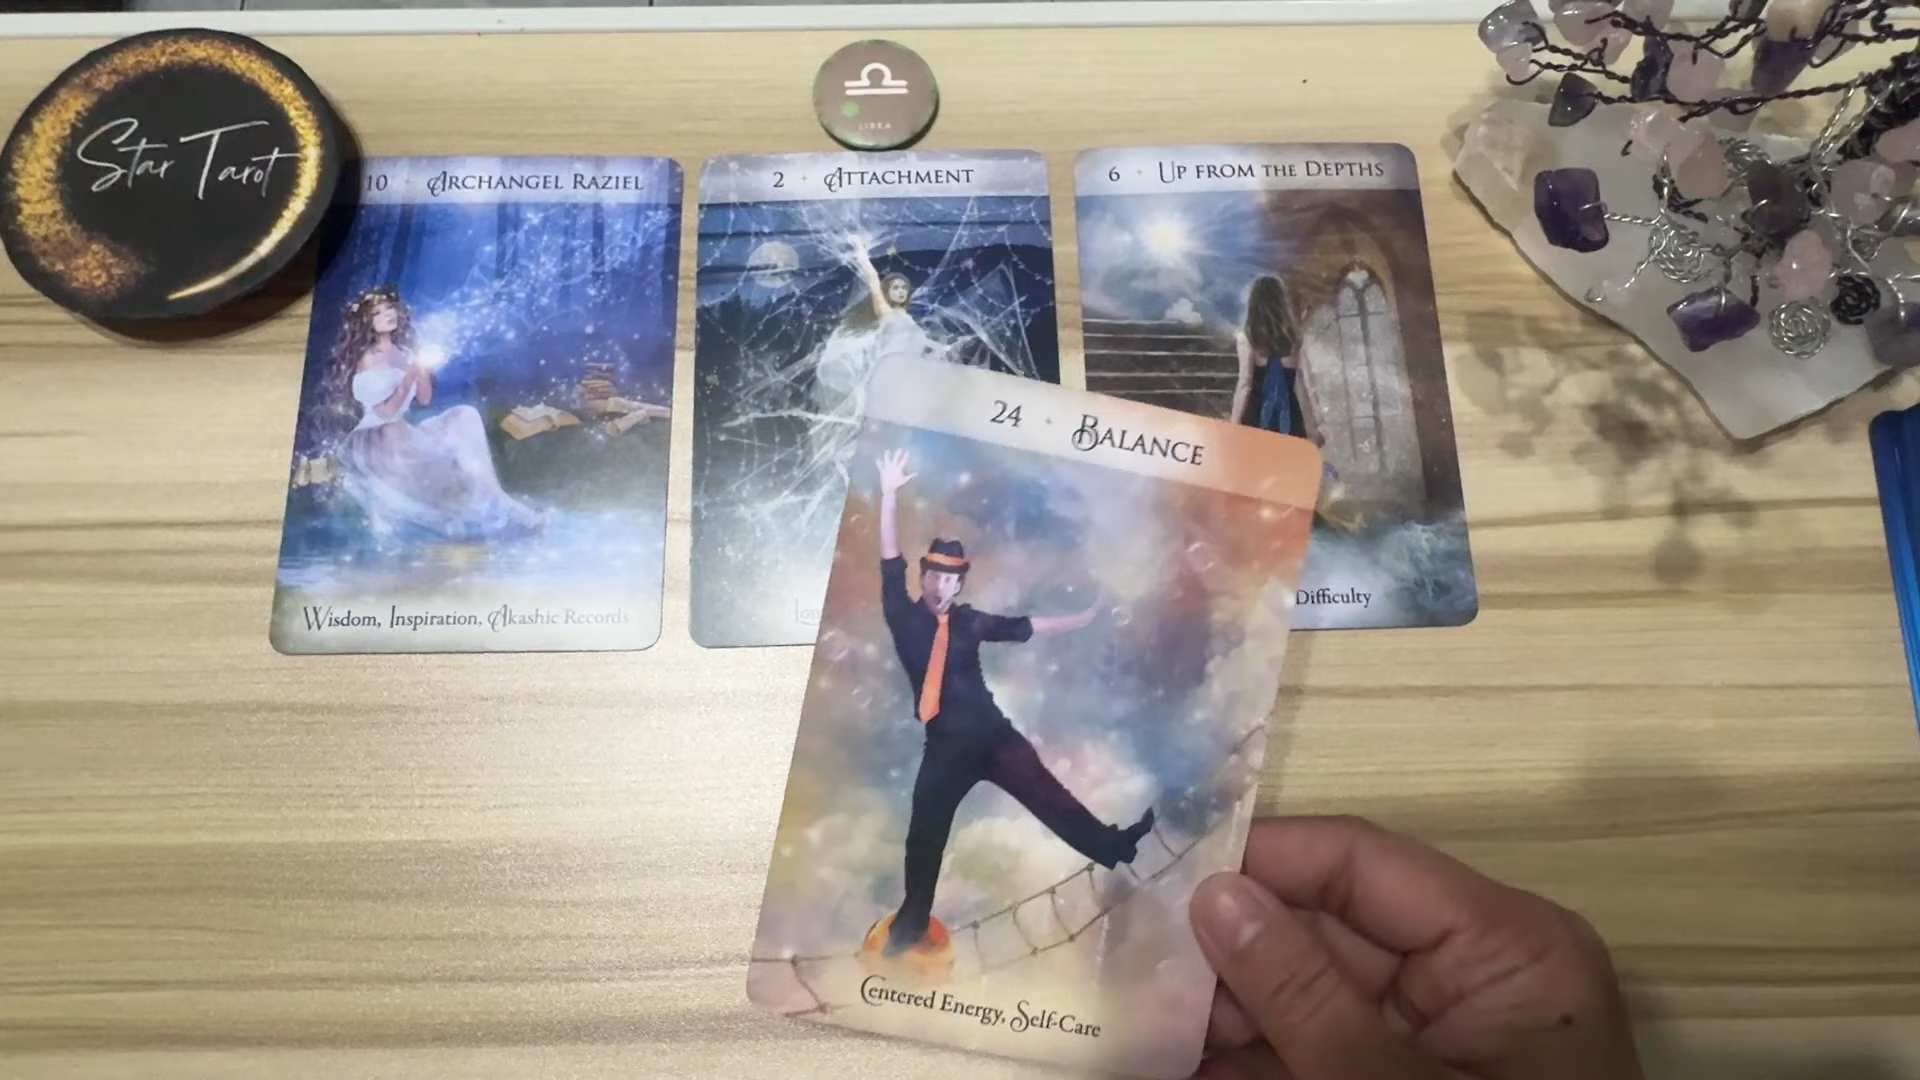 Star Tarot
LIBRA
10 Archangel Raziel
2 Attachment
6 Up from the Depths
24 Balance
Wisdom, Inspiration, Akashic Records
Difficulty
Centered Energy, Self-Care